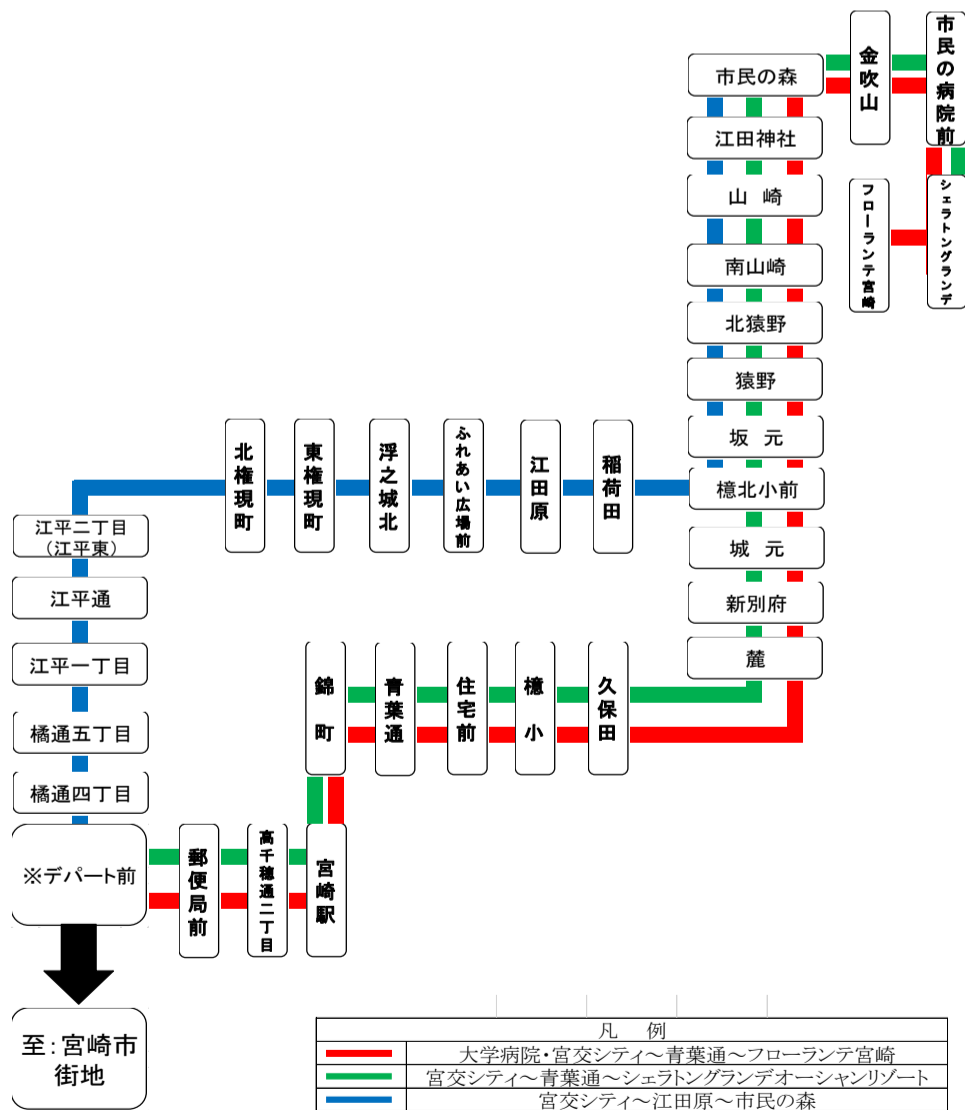 市民の森
金吹山
市民の病院前
江田神社
山 崎
フローランテ宮崎
シェラトングランデ
南山崎
北猿野
猿野
坂 元
北権現町
東権現町
浮之城北
ふれあい広場前
江田原
稲荷田
檍北小前
江平二丁目
(江平東)
城 元
江平通
新別府
江平一丁目
麓
錦 町
青葉通
住宅前
檍 小
久保田
橘通五丁目
橘通四丁目
※デパート前
郵便局前
高千穂通二丁目
宮崎駅
至:宮崎市
街地
凡 例
大学病院・宮交シティ~青葉通~フローランテ宮崎
宮交シティ~青葉通~シェラトングランデオーシャンリゾート
宮交シティ~江田原~市民の森